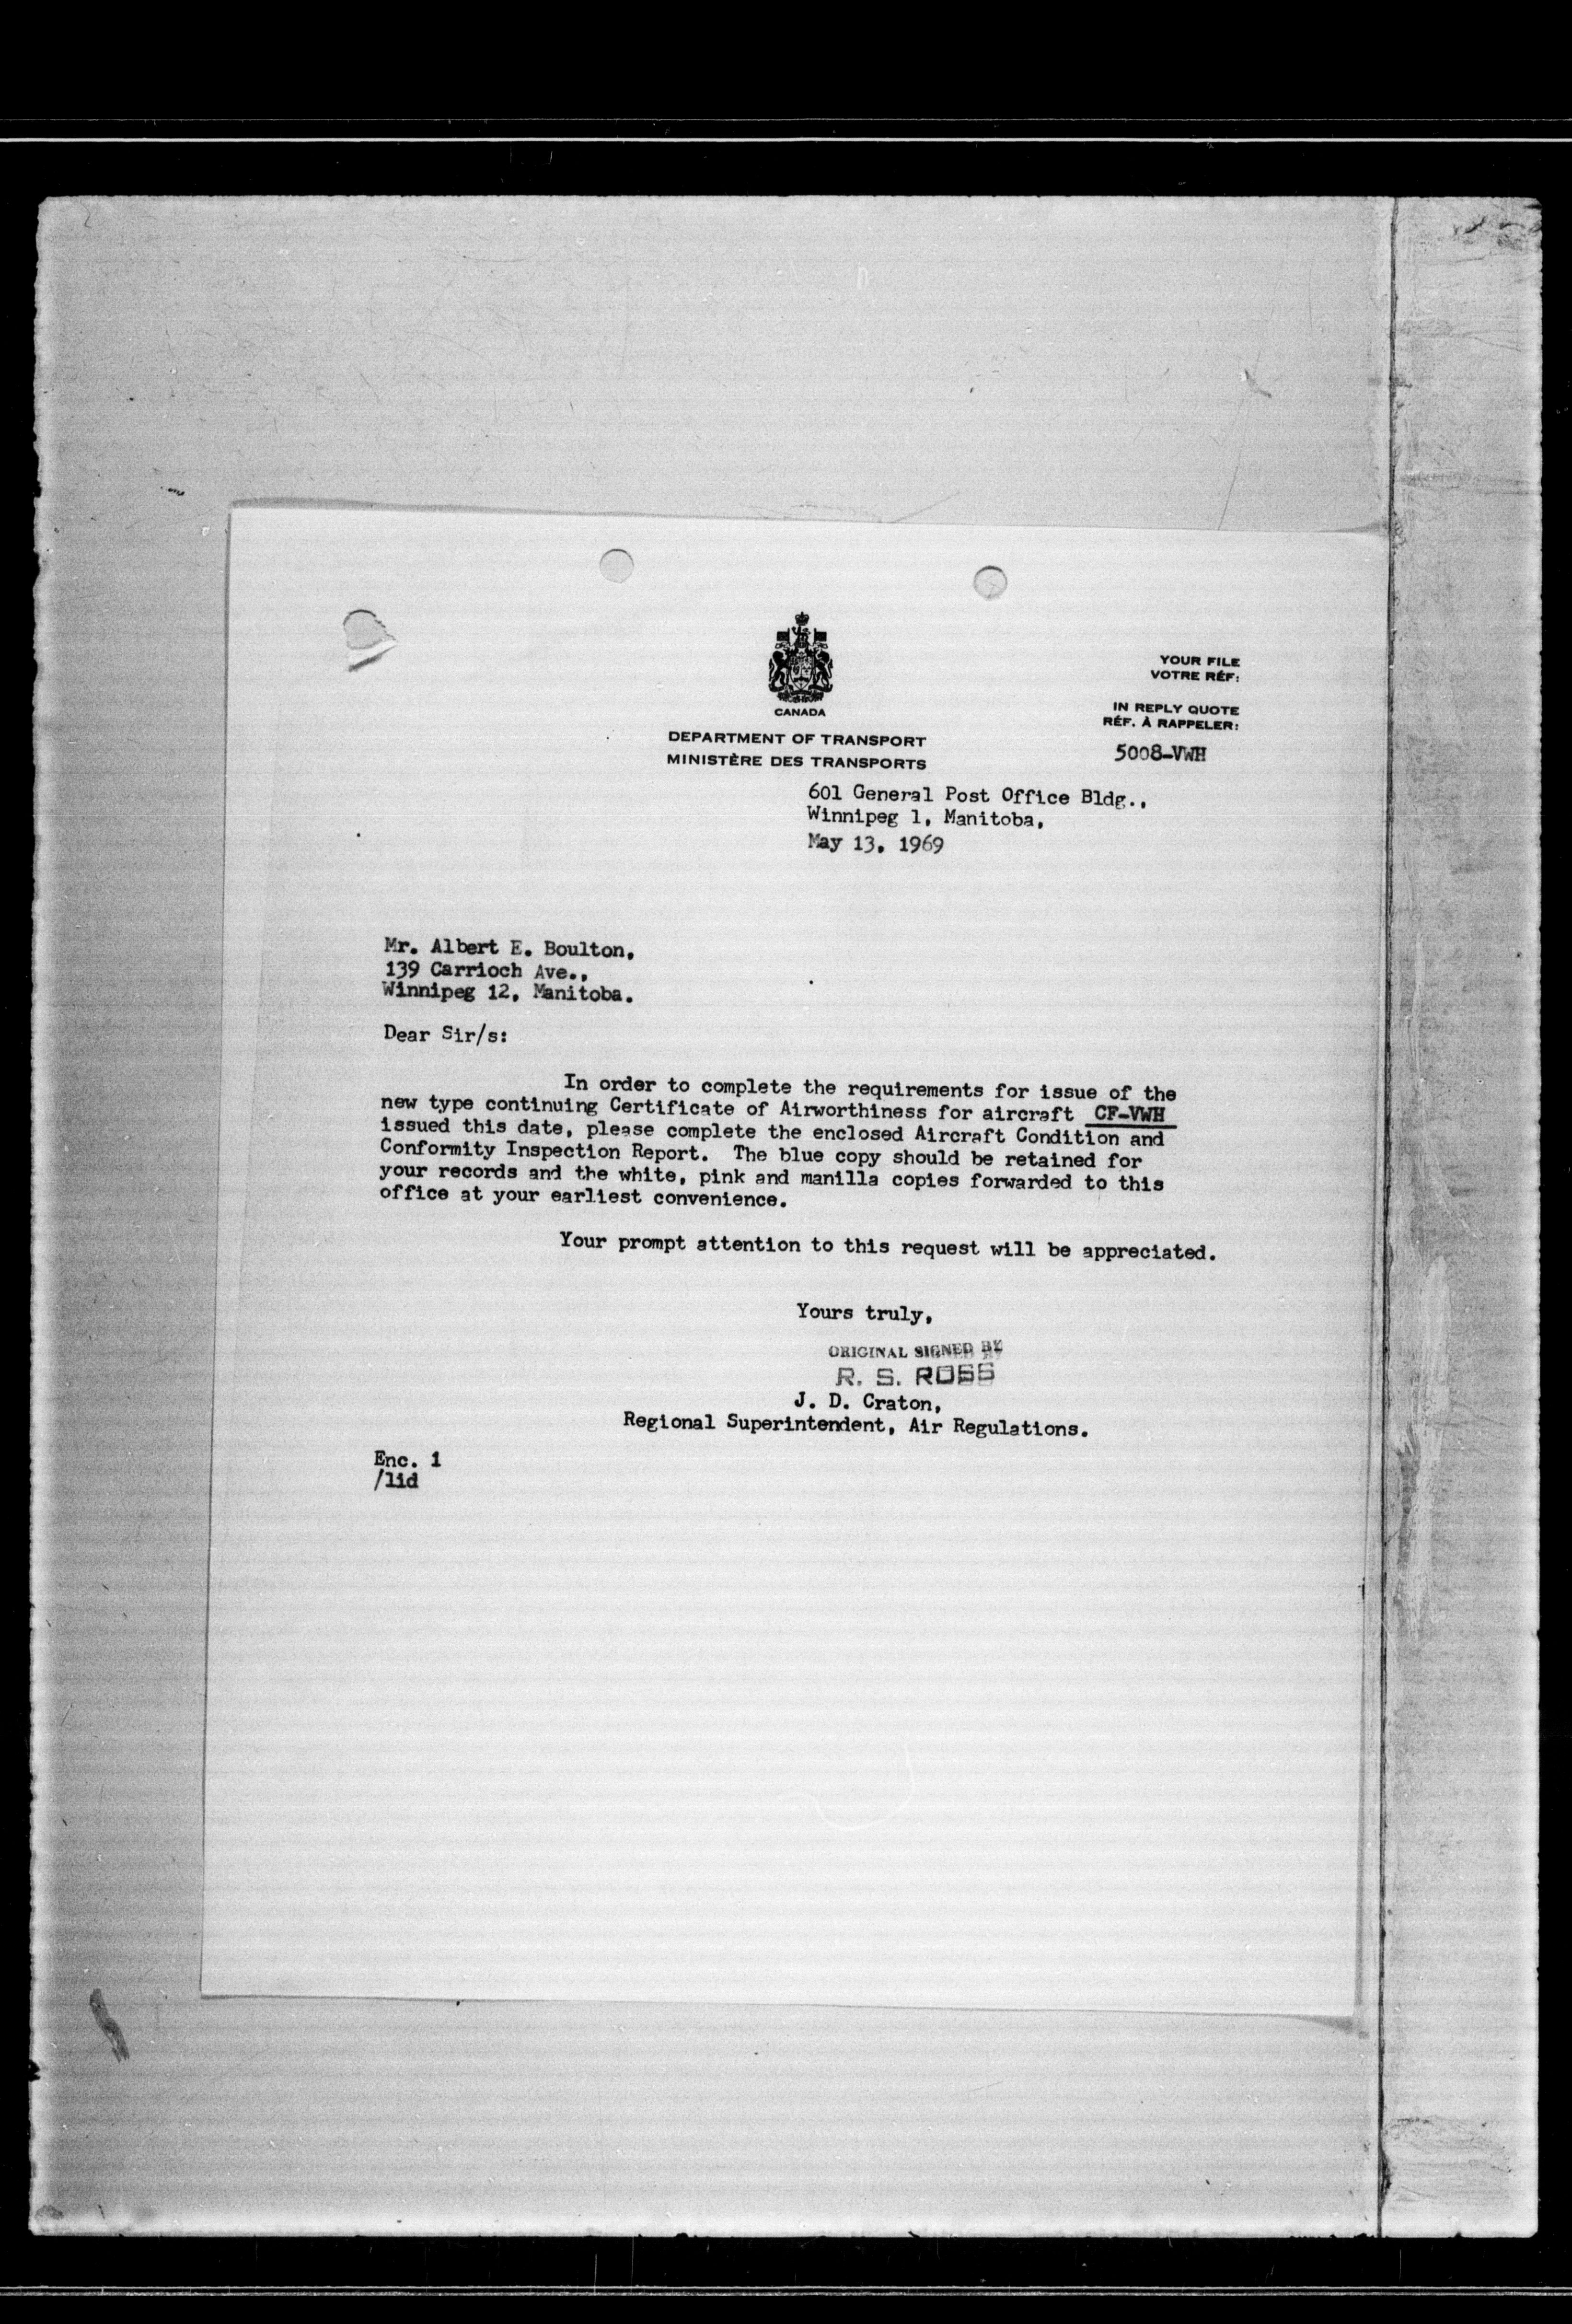 CANADA
DEPARTMENT OF TRANSPORT
MINISTÈRE DES TRANSPORTS
YOUR FILE
VOTRE RÉF:
IN REPLY QUOTE
RÉF. À RAPPELER:
5008-VWH
601 General Post Office Bldg.,
Winnipeg 1, Manitoba,
May 13, 1969
Mr. Albert E. Boulton,
139 Carrioch Ave.,
Winnipeg 12, Manitoba.
Dear Sir/s:
In order to complete the requirements for issue of the
new type continuing Certificate of Airworthiness for aircraft CF-VWH
issued this date, please complete the enclosed Aircraft Condition and
Conformity Inspection Report. The blue copy should be retained for
your records and the white, pink and manilla copies forwarded to this
office at your earliest convenience.
Your prompt attention to this request will be appreciated.
Yours truly,
ORIGINAL SIGNED BY
R. S. ROSS
J. D. Craton,
Regional Superintendent, Air Regulations.
Enc. 1
/lid